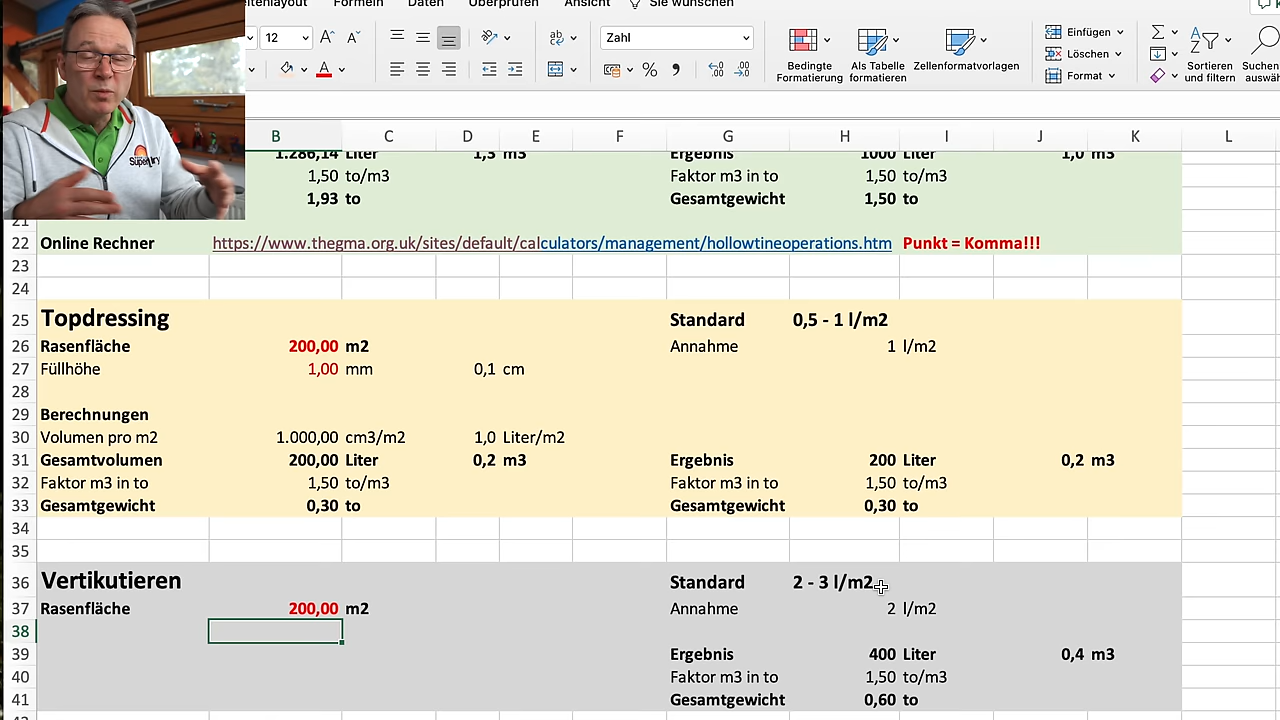 Formeln Daten Überprüfen Ansicht Sie wünschen
12 A A Zahl Einfügen
Löschen
Format
Bedingte Formatierung Als Tabelle formatieren Zellenformatvorlagen Sortieren und filtern Suchen
Superdry
B C D E F G H I J K L
1.286,14 Liter 1,3 m3 Ergebnis 1000 Liter 1,0 m3
1,50 to/m3 Faktor m3 in to 1,50 to/m3
1,93 to Gesamtgewicht 1,50 to
21
22 Online Rechner https://www.thegma.org.uk/sites/default/calculators/management/hollowtineoperations.htm Punkt = Komma!!!
23
24
25 Topdressing Standard 0,5 - 1 l/m2
26 Rasenfläche 200,00 m2 Annahme 1 l/m2
27 Füllhöhe 1,00 mm 0,1 cm
28
29 Berechnungen
30 Volumen pro m2 1.000,00 cm3/m2 1,0 Liter/m2
31 Gesamtvolumen 200,00 Liter 0,2 m3 Ergebnis 200 Liter 0,2 m3
32 Faktor m3 in to 1,50 to/m3 Faktor m3 in to 1,50 to/m3
33 Gesamtgewicht 0,30 to Gesamtgewicht 0,30 to
34
35
36 Vertikutieren Standard 2 - 3 l/m2
37 Rasenfläche 200,00 m2 Annahme 2 l/m2
38
39 Ergebnis 400 Liter 0,4 m3
40 Faktor m3 in to 1,50 to/m3
41 Gesamtgewicht 0,60 to